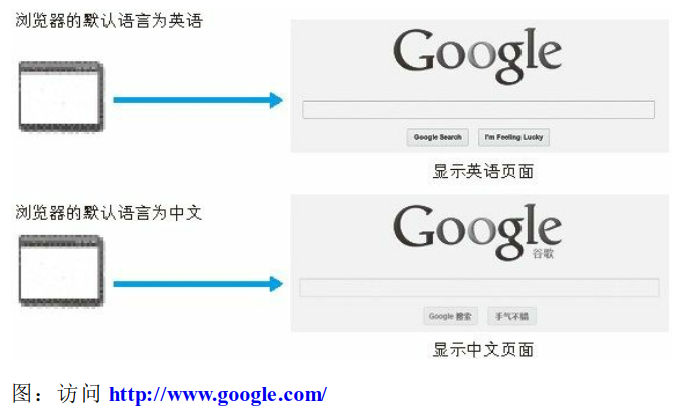 浏览器的默认语言为英语
Google
Google Search I'm Feeling Lucky
显示英语页面
浏览器的默认语言为中文
Google
谷歌
Google 搜索 手气不错
显示中文页面
图：访问 http://www.google.com/